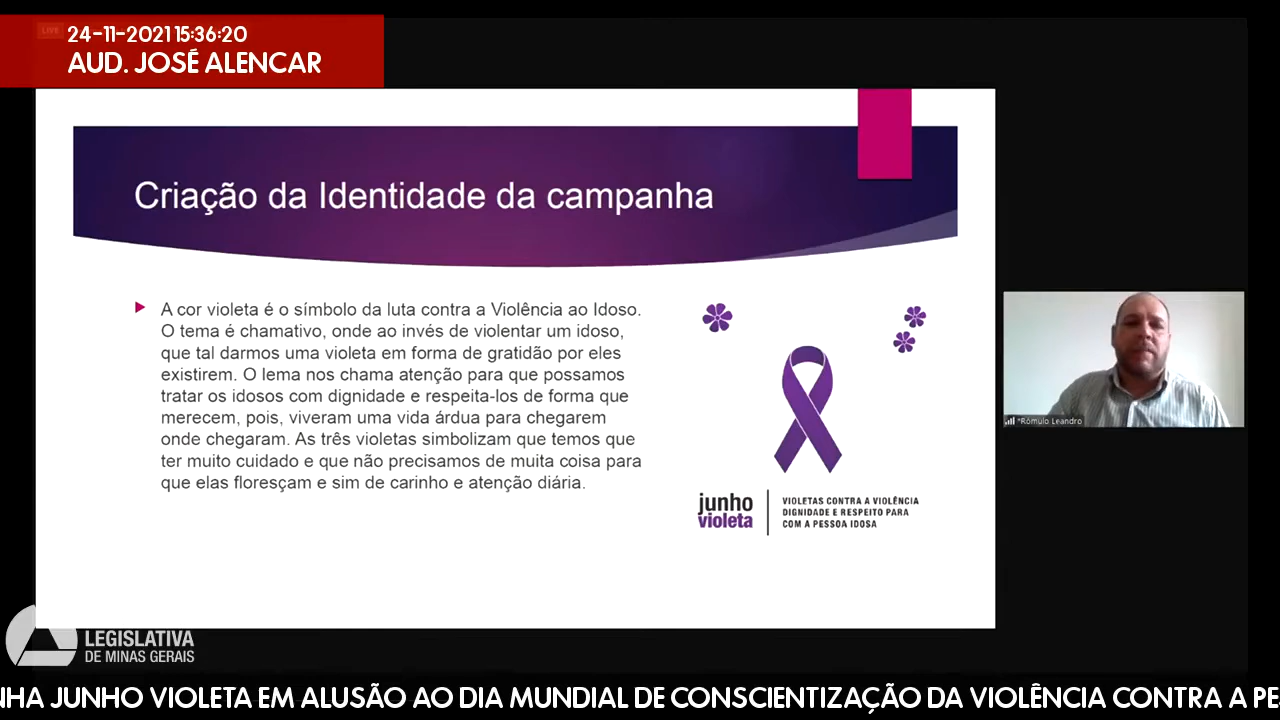 LIVE
24-11-2021 15:36:20
AUD. JOSÉ ALENCAR
Criação da Identidade da campanha
A cor violeta é o símbolo da luta contra a Violência ao Idoso.
O tema é chamativo, onde ao invés de violentar um idoso,
que tal darmos uma violeta em forma de gratidão por eles
existirem. O lema nos chama atenção para que possamos
tratar os idosos com dignidade e respeita-los de forma que
merecem, pois, viveram uma vida árdua para chegarem
onde chegaram. As três violetas simbolizam que temos que
ter muito cuidado e que não precisamos de muita coisa para
que elas floresçam e sim de carinho e atenção diária.
junho
violeta
VIOLETAS CONTRA A VIOLÊNCIA
DIGNIDADE E RESPEITO PARA
COM A PESSOA IDOSA
*Rômulo Leandro
LEGISLATIVA
DE MINAS GERAIS
NHA JUNHO VIOLETA EM ALUSÃO AO DIA MUNDIAL DE CONSCIENTIZAÇÃO DA VIOLÊNCIA CONTRA A PE